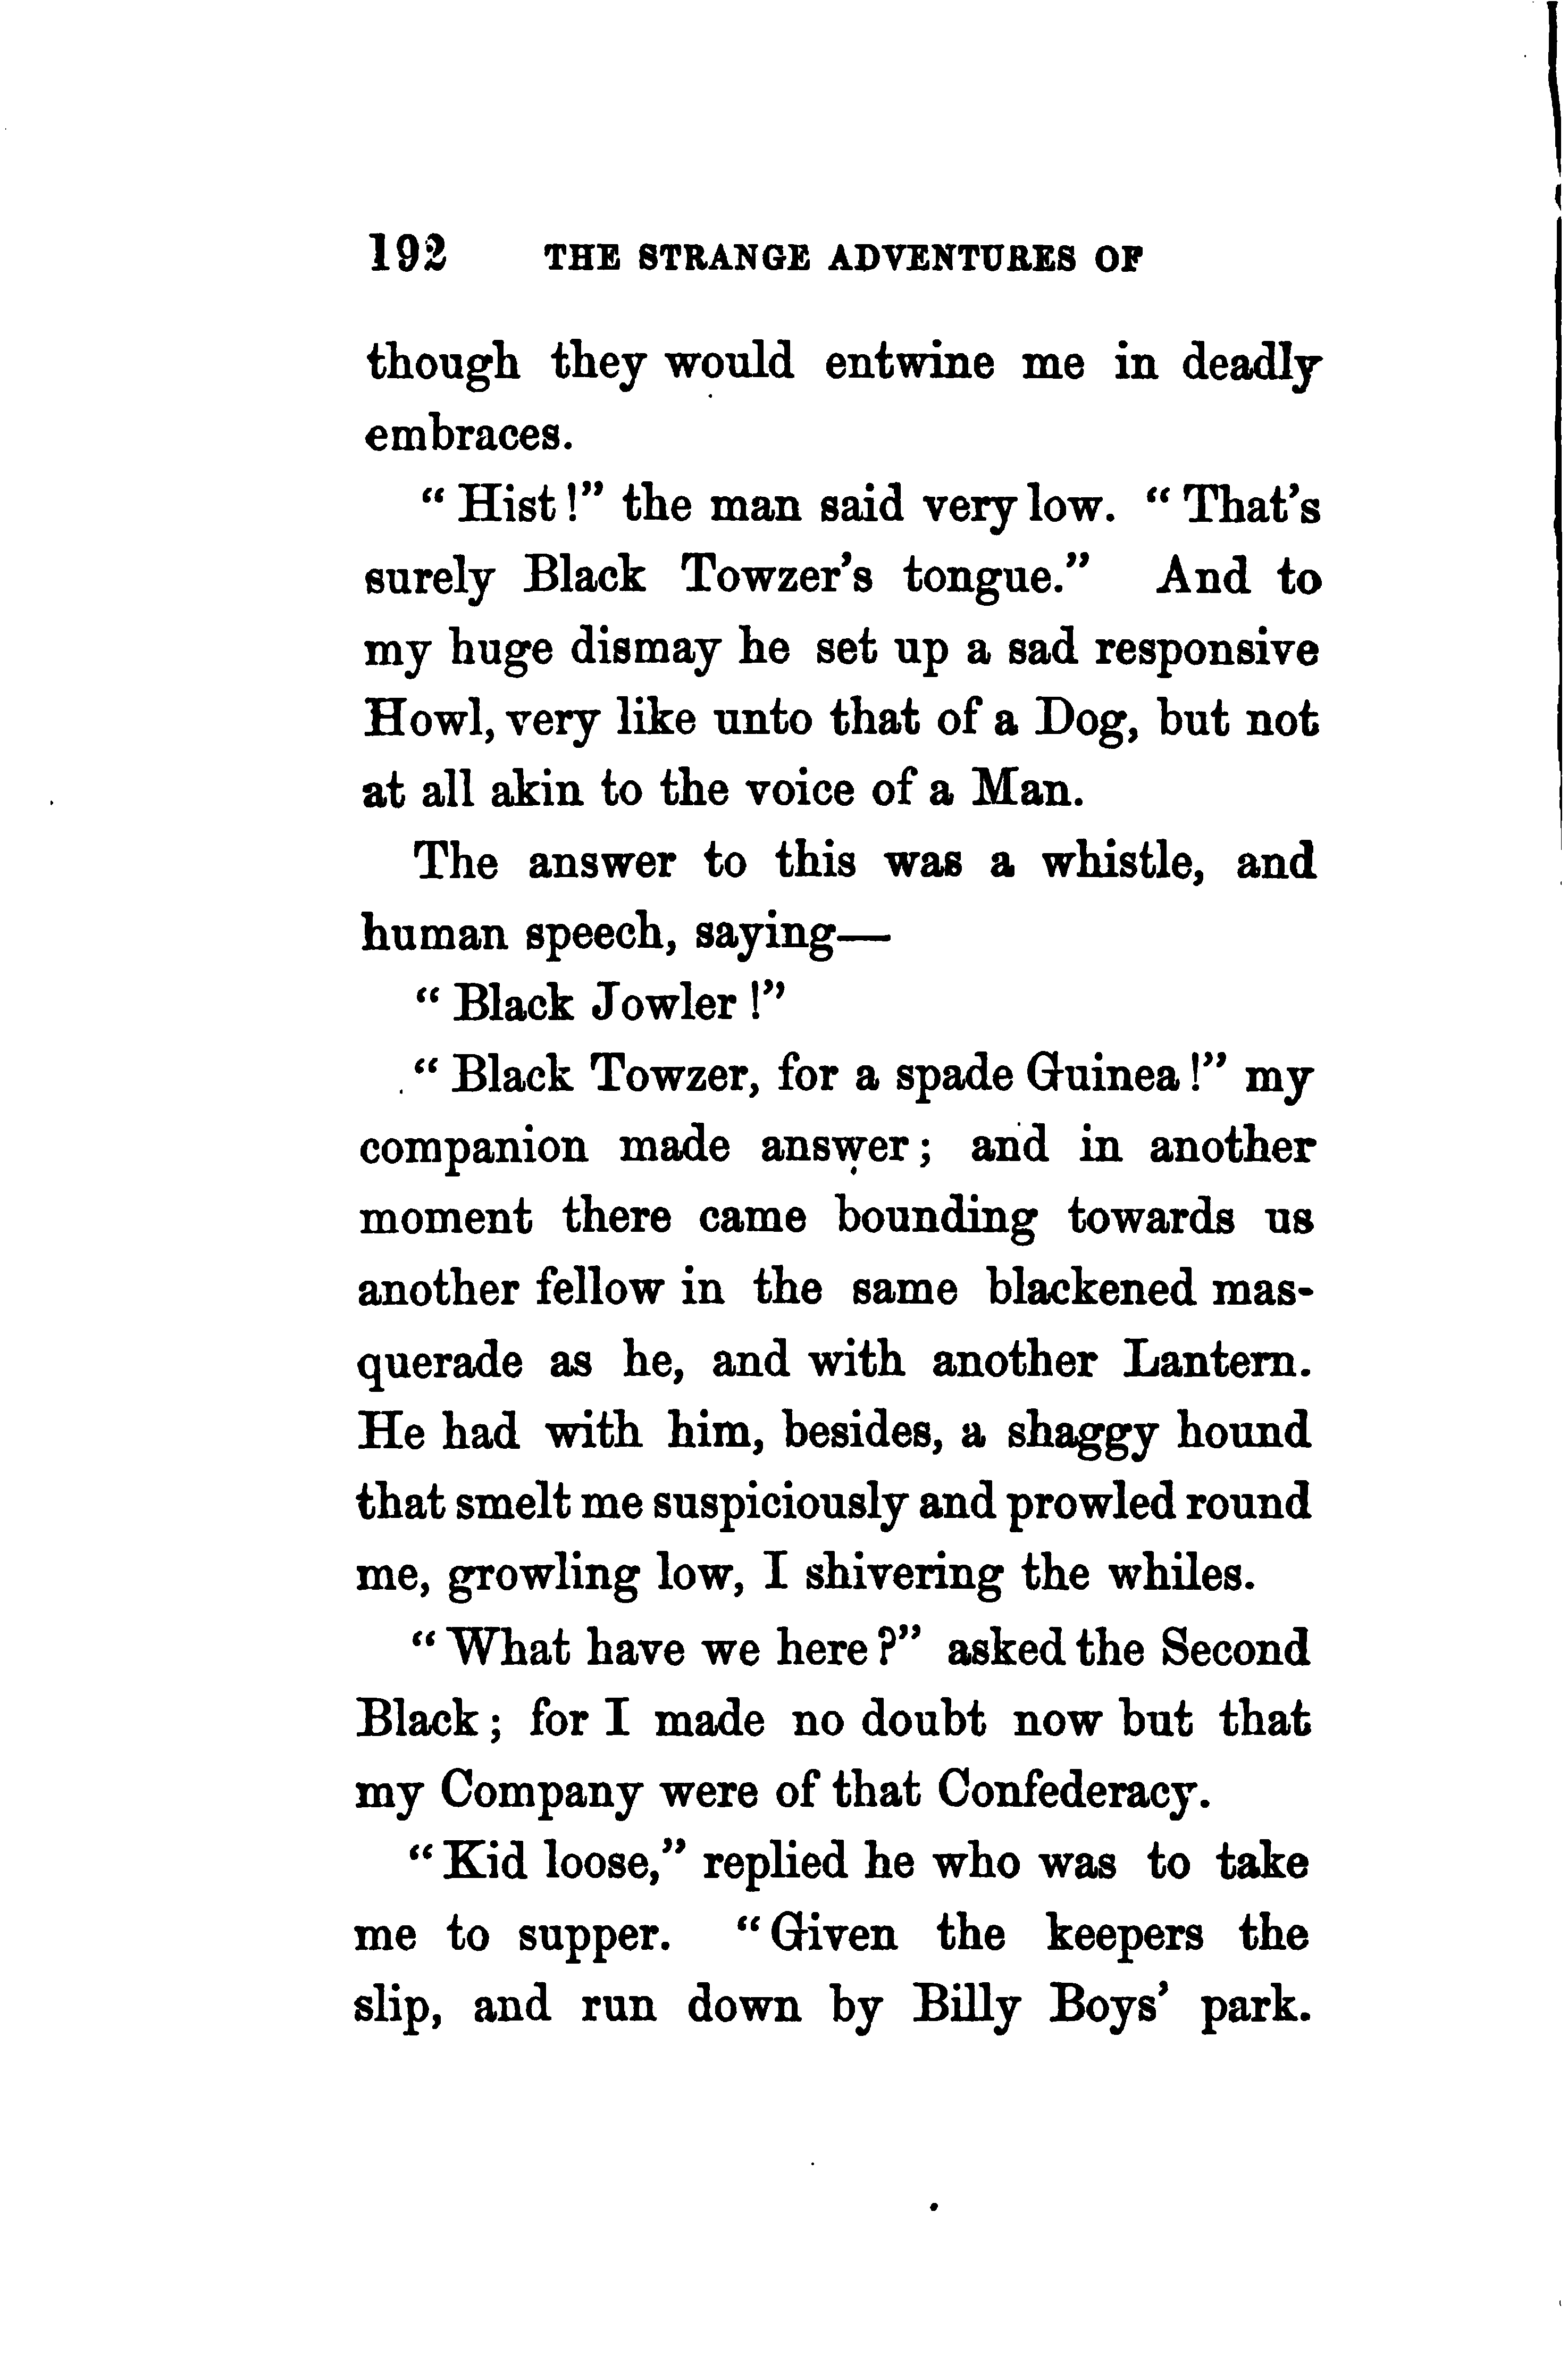 192 THE STRANGE ADVENTURES OF
though they would entwine me in deadly
embraces.
“Hist!” the man said very low. “That’s
surely Black Towzer’s tongue.” And to
my huge dismay he set up a sad responsive
Howl, very like unto that of a Dog, but not
at all akin to the voice of a Man.
The answer to this was a whistle, and
human speech, saying—
“Black Jowler!”
“Black Towzer, for a spade Guinea!” my
companion made answer; and in another
moment there came bounding towards us
another fellow in the same blackened mas-
querade as he, and with another Lantern.
He had with him, besides, a shaggy hound
that smelt me suspiciously and prowled round
me, growling low, I shivering the whiles.
“What have we here?” asked the Second
Black; for I made no doubt now but that
my Company were of that Confederacy.
“Kid loose,” replied he who was to take
me to supper. “Given the keepers the
slip, and run down by Billy Boys’ park.